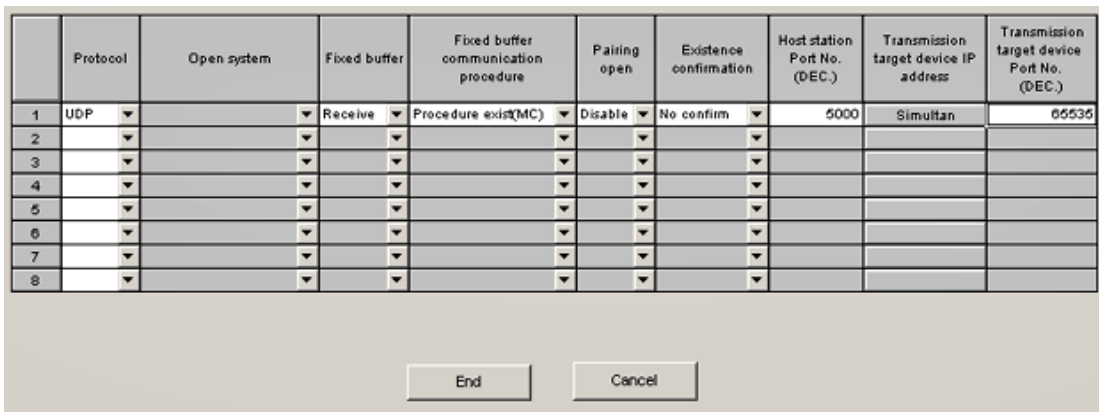 Protocol Open system Fixed buffer Fixed buffer communication procedure Pairing open Existence confirmation Host station Port No. (DEC.) Transmission target device IP address Transmission target device Port No. (DEC.)
1 UDP Receive Procedure exist(MC) Disable No confirm 5000 Simultan 65535
2
3
4
5
6
7
8
End Cancel